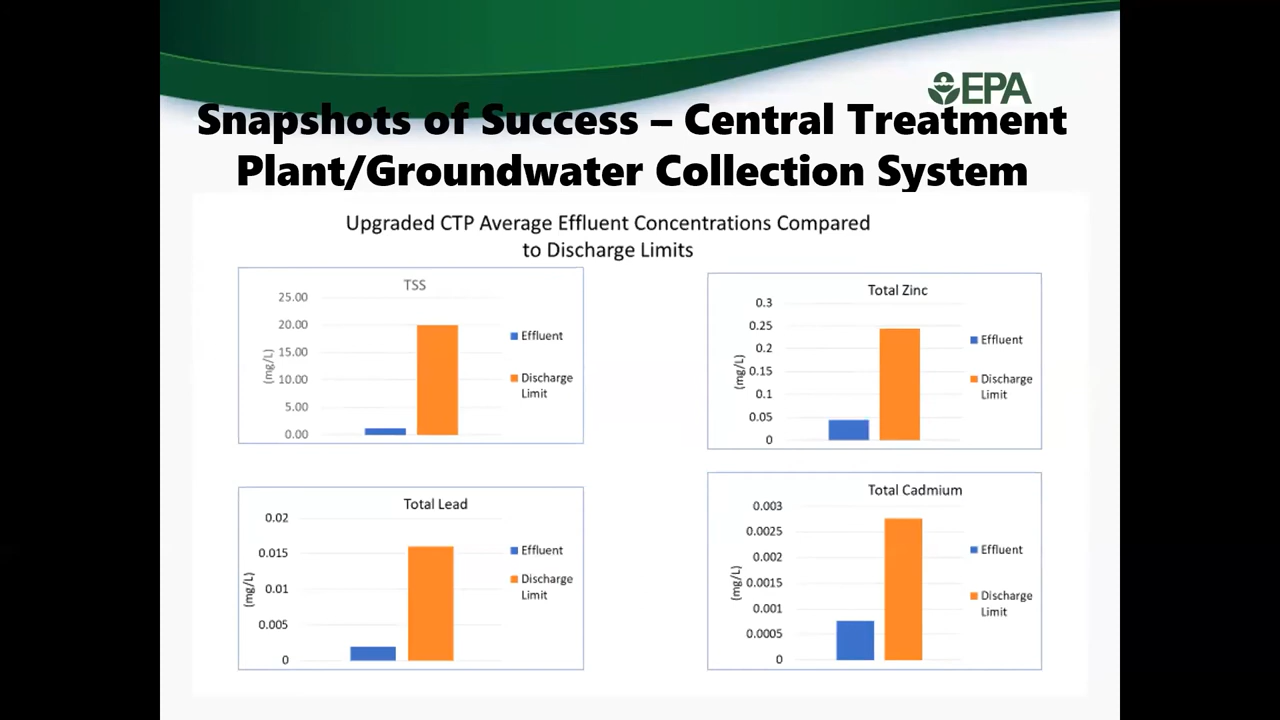 EPA
Snapshots of Success – Central Treatment
Plant/Groundwater Collection System
Upgraded CTP Average Effluent Concentrations Compared
to Discharge Limits
TSS
25.00
20.00
15.00
10.00
5.00
0.00
(mg/L)
Effluent
Discharge
Limit
Total Zinc
0.3
0.25
0.2
0.15
0.1
0.05
0
(mg/L)
Effluent
Discharge
Limit
Total Lead
0.02
0.015
0.01
0.005
0
(mg/L)
Effluent
Discharge
Limit
Total Cadmium
0.003
0.0025
0.002
0.0015
0.001
0.0005
0
(mg/L)
Effluent
Discharge
Limit